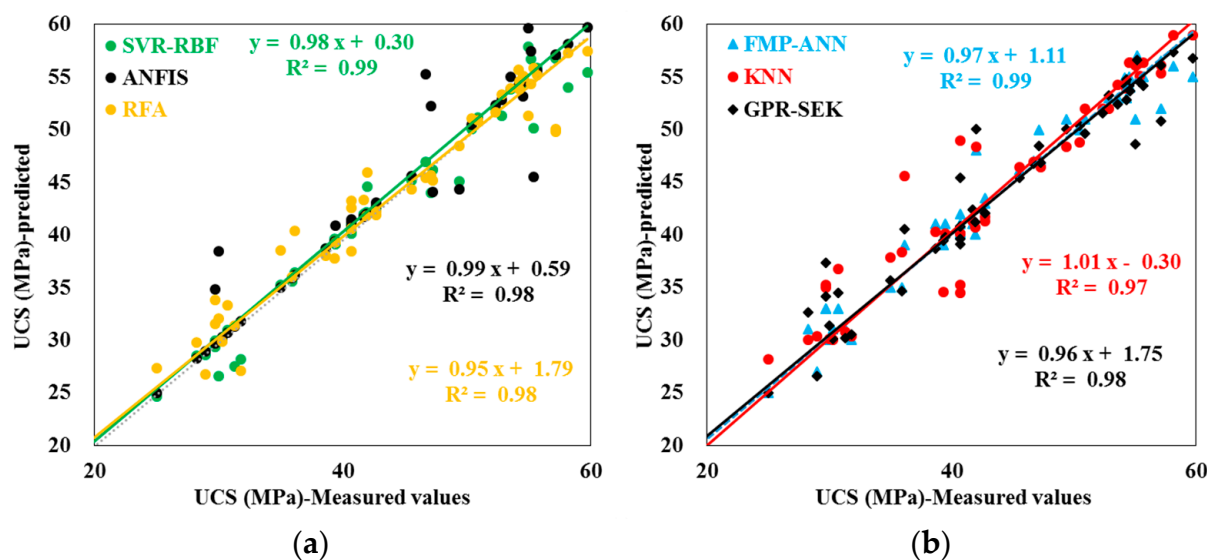 60
55
50
45
40
35
30
25
20
UCS (MPa)-predicted
SVR-RBF
ANFIS
RFA
y = 0.98 x + 0.30
R² = 0.99
y = 0.99 x + 0.59
R² = 0.98
y = 0.95 x + 1.79
R² = 0.98
20
40
60
UCS (MPa)-Measured values
(a)
60
55
50
45
40
35
30
25
20
UCS (MPa)-predicted
FMP-ANN
KNN
GPR-SEK
y = 0.97 x + 1.11
R² = 0.99
y = 1.01 x - 0.30
R² = 0.97
y = 0.96 x + 1.75
R² = 0.98
20
40
60
UCS (MPa)-Measured values
(b)